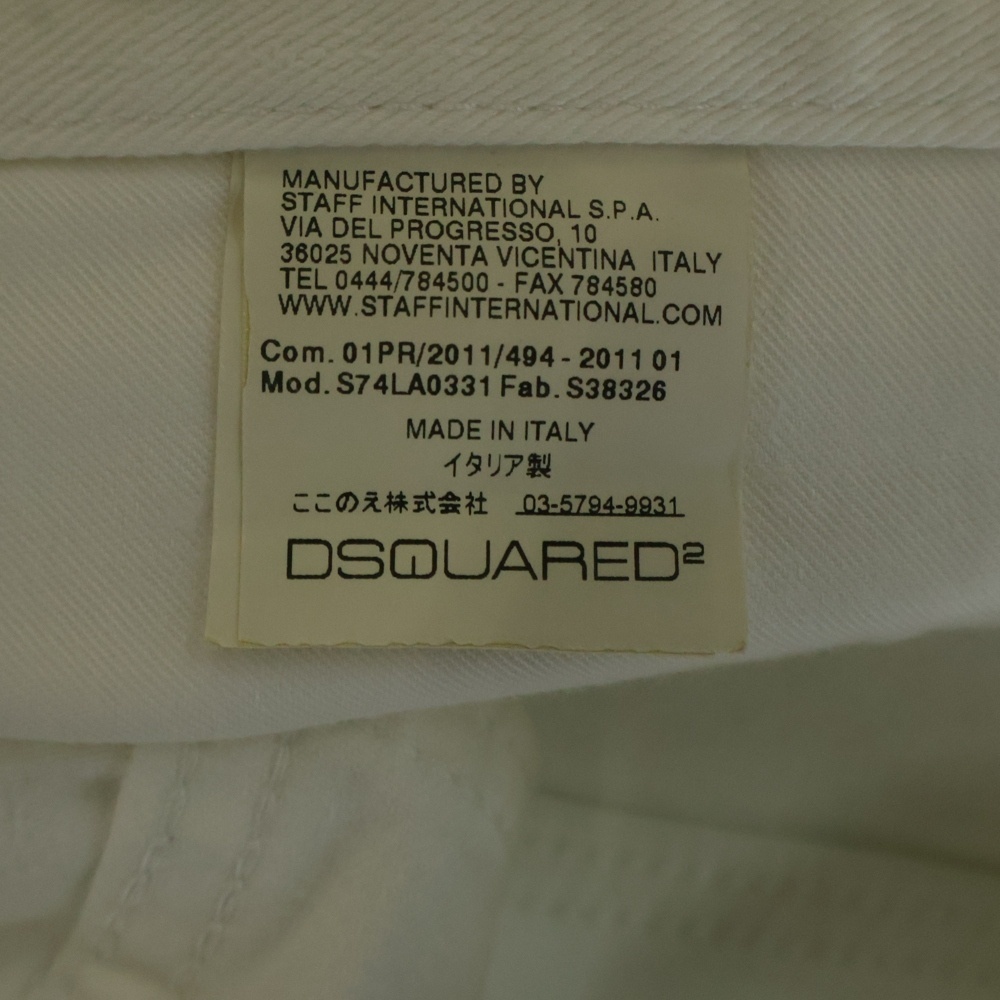 MANUFACTURED BY
STAFF INTERNATIONAL S.P.A.
VIA DEL PROGRESSO, 10
36025 NOVENTA VICENTINA ITALY
TEL 0444/784500 - FAX 784580
WWW.STAFFINTERNATIONAL.COM
Com. 01PR/2011/494 - 2011 01
Mod. S74LA0331 Fab. S38326
MADE IN ITALY
イタリア製
ここのえ株式会社 03-5794-9931
DSQUARED²